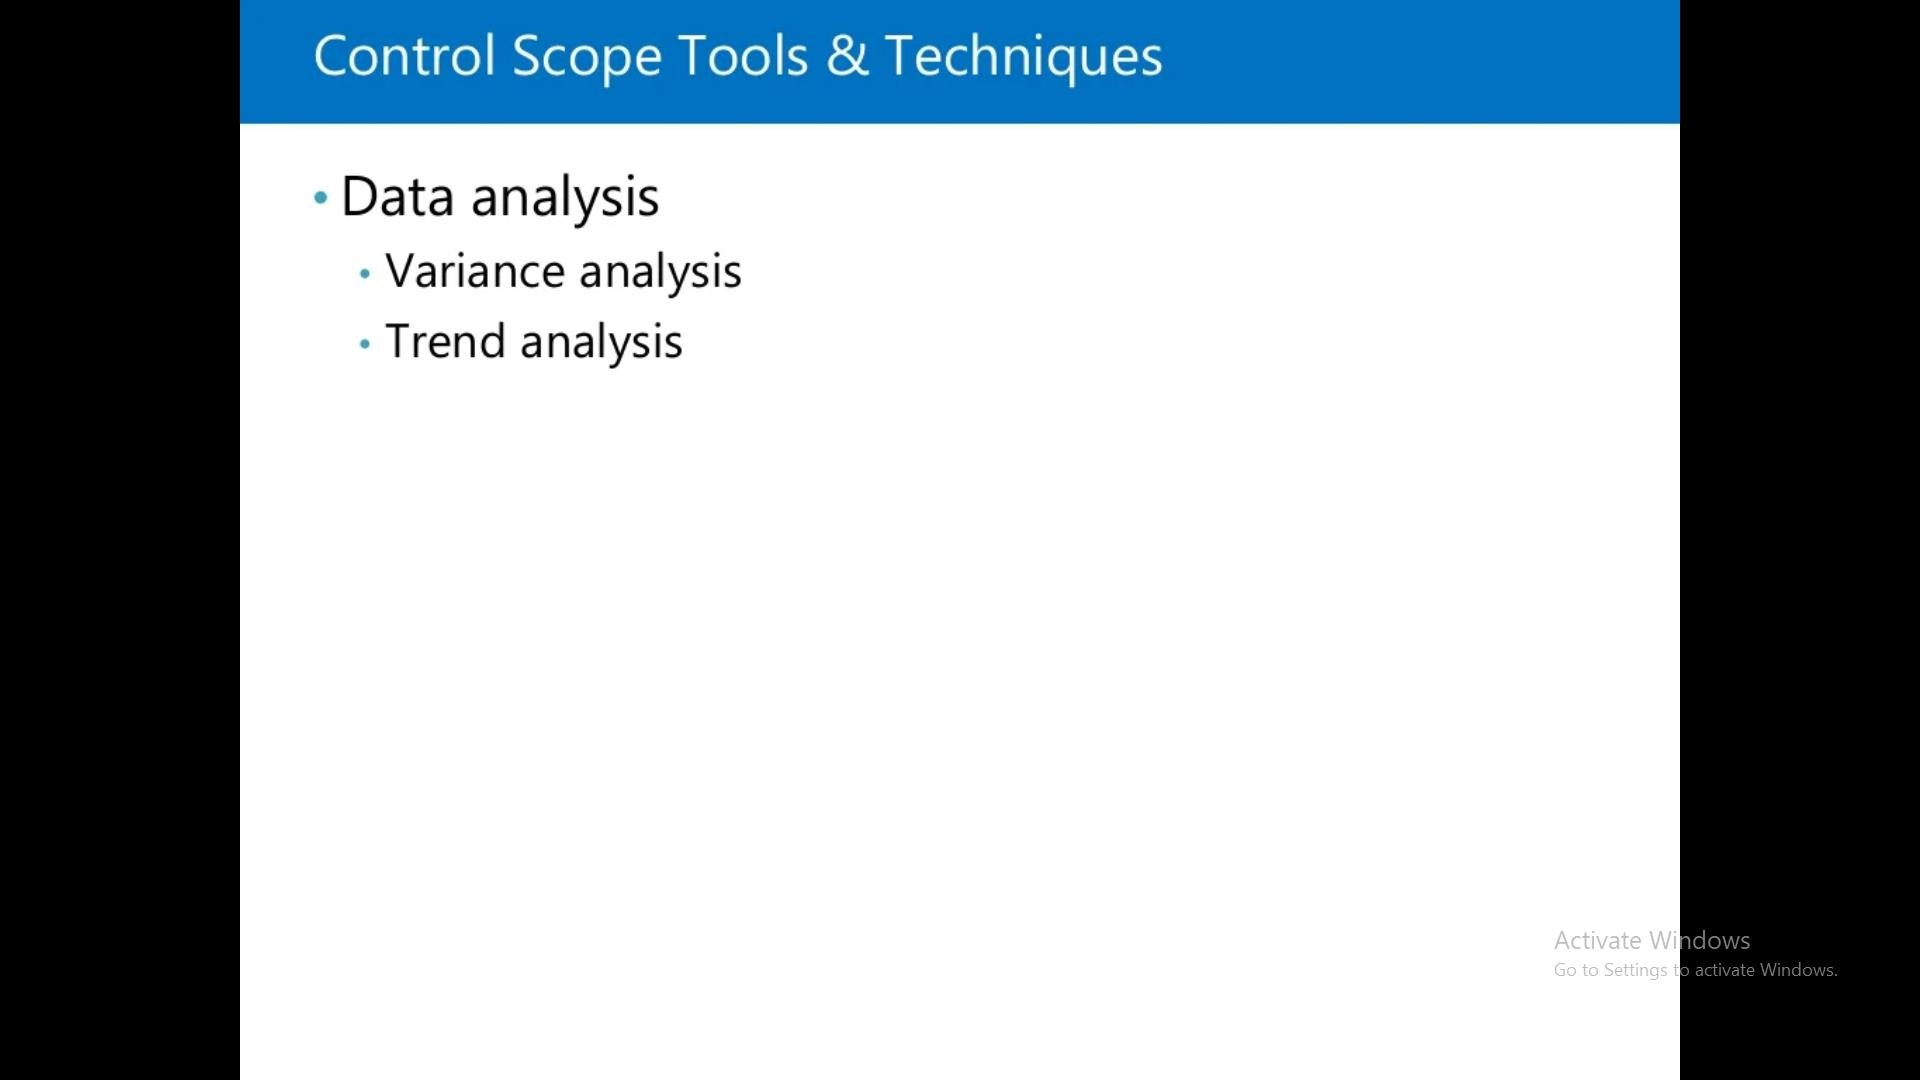 Control Scope Tools & Techniques
• Data analysis
• Variance analysis
• Trend analysis
Activate Windows
Go to Settings to activate Windows.